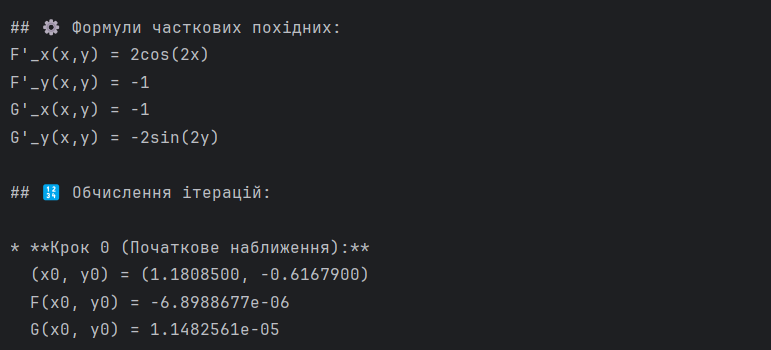 ## ⚙ Формули часткових похідних:
F'_x(x,y) = 2cos(2x)
F'_y(x,y) = -1
G'_x(x,y) = -1
G'_y(x,y) = -2sin(2y)
## 🔢 Обчислення ітерацій:
* **Крок 0 (Початкове наближення):**
(x0, y0) = (1.1808500, -0.6167900)
F(x0, y0) = -6.8988677e-06
G(x0, y0) = 1.1482561e-05